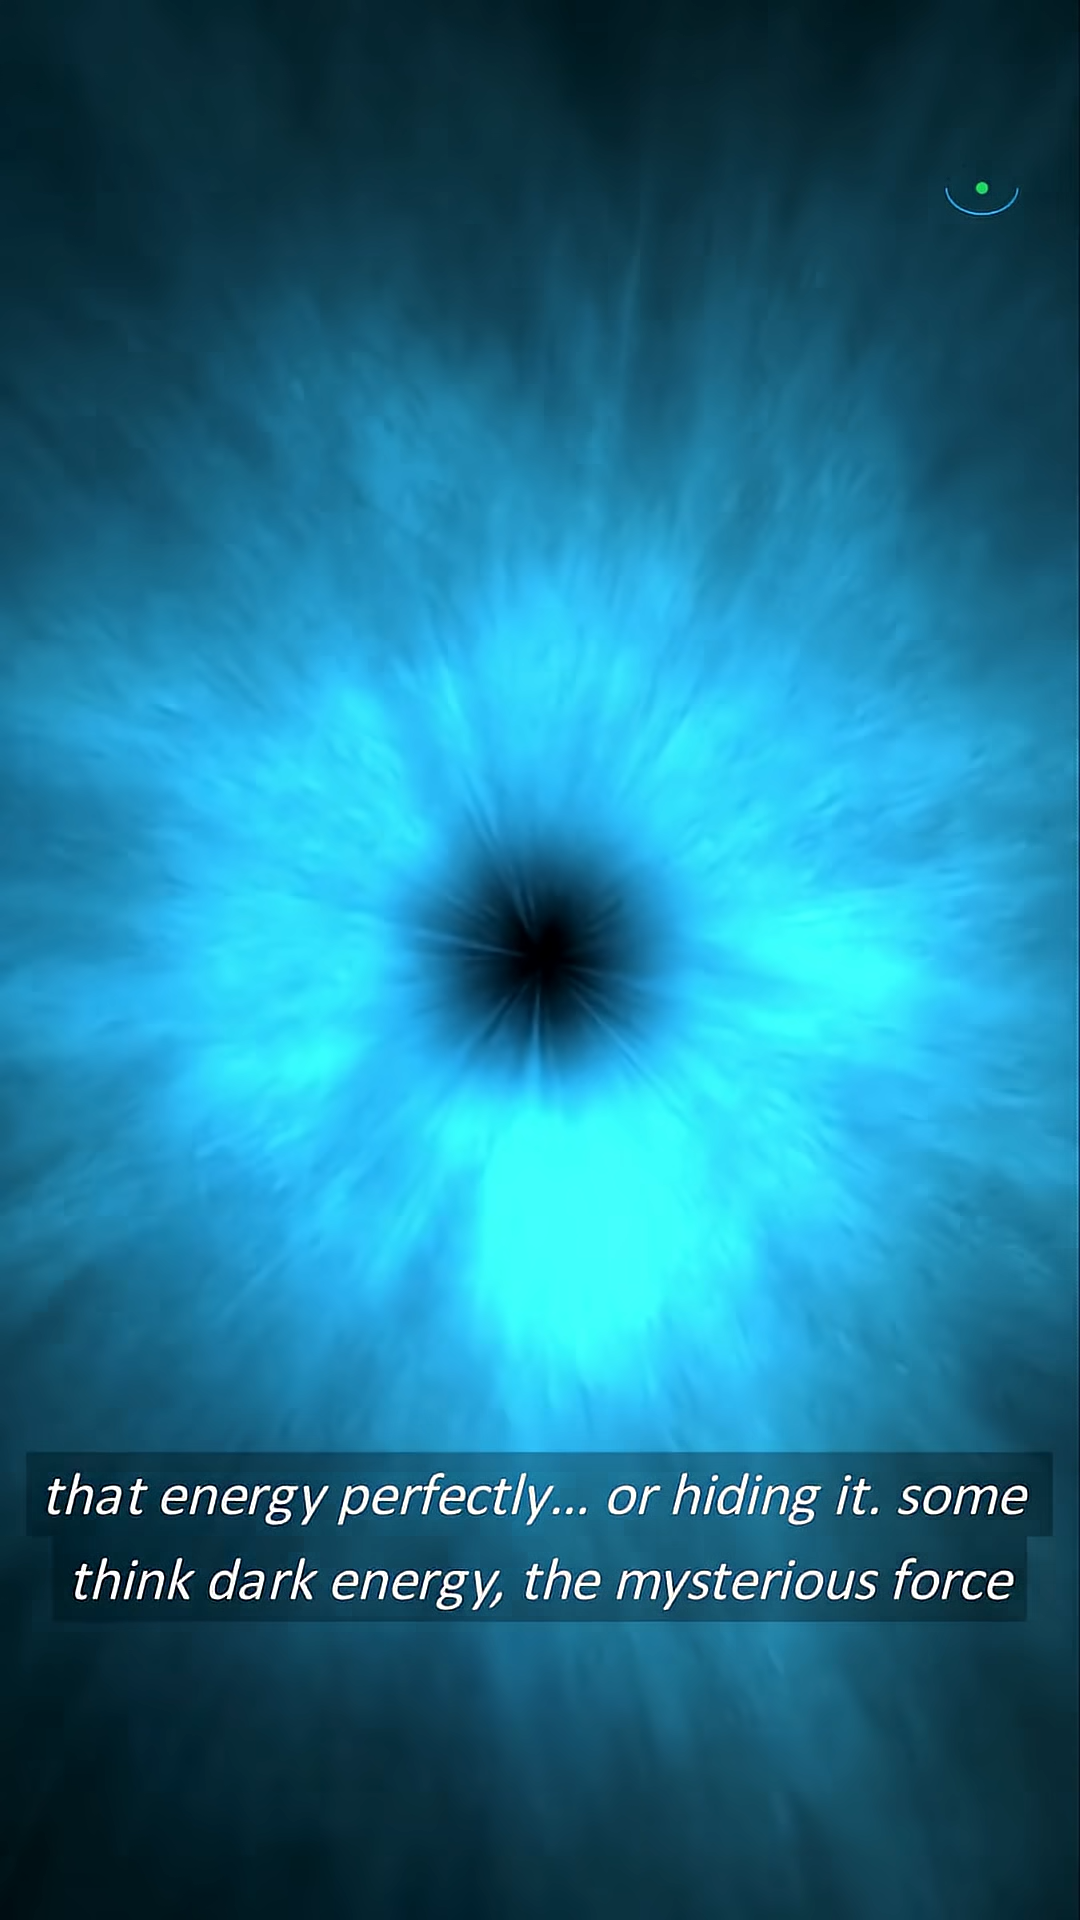 that energy perfectly... or hiding it. some
think dark energy, the mysterious force